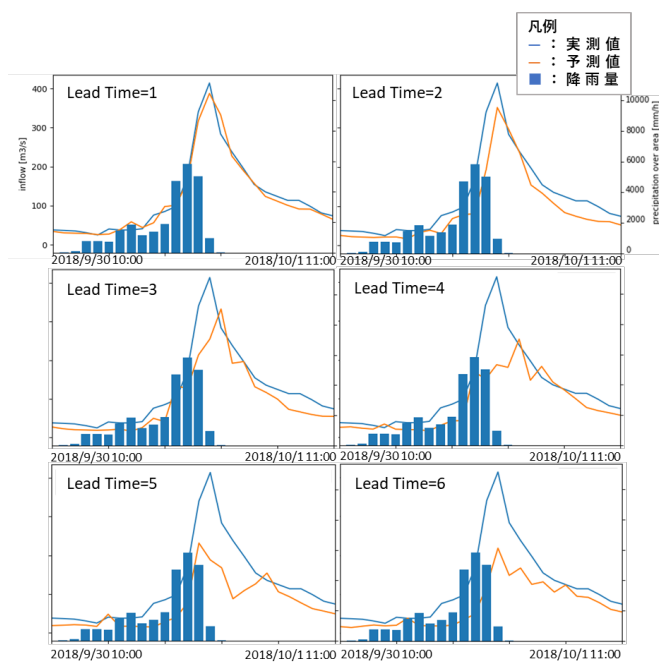 凡例
― : 実測値
― : 予測値
■ : 降雨量
Lead Time=1
Lead Time=2
400
300
200
100
0
inflow [m3/s]
10000
8000
6000
4000
2000
0
precipitation over area [mm/h]
2018/9/30 10:00
2018/10/1 11:00
2018/9/30 10:00
2018/10/1 11:00
Lead Time=3
Lead Time=4
2018/9/30 10:00
2018/10/1 11:00
2018/9/30 10:00
2018/10/1 11:00
Lead Time=5
Lead Time=6
2018/9/30 10:00
2018/10/1 11:00
2018/9/30 10:00
2018/10/1 11:00